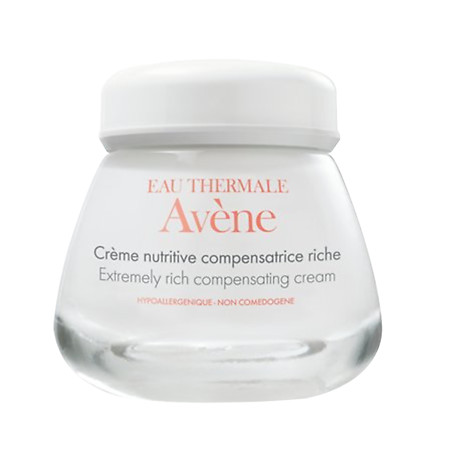 EAU THERMALE
Avène
Crème nutritive compensatrice riche
Extremely rich compensating cream
HYPOALLERGENIQUE - NON COMEDOGENE